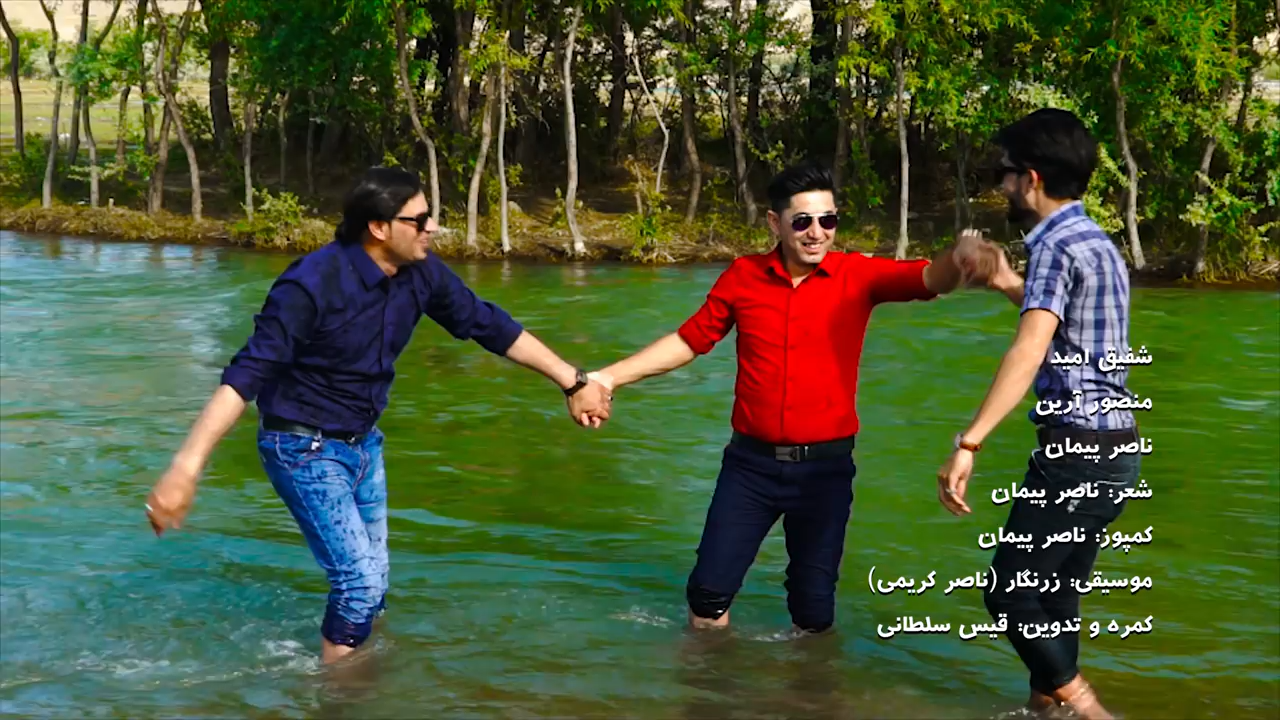 شفیق امید
منصور آرین
ناصر پیمان
شعر: ناصر پیمان
کمپوز: ناصر پیمان
موسیقی: زرنگار (ناصر کریمی)
کمره و تدوین: قیس سلطانی